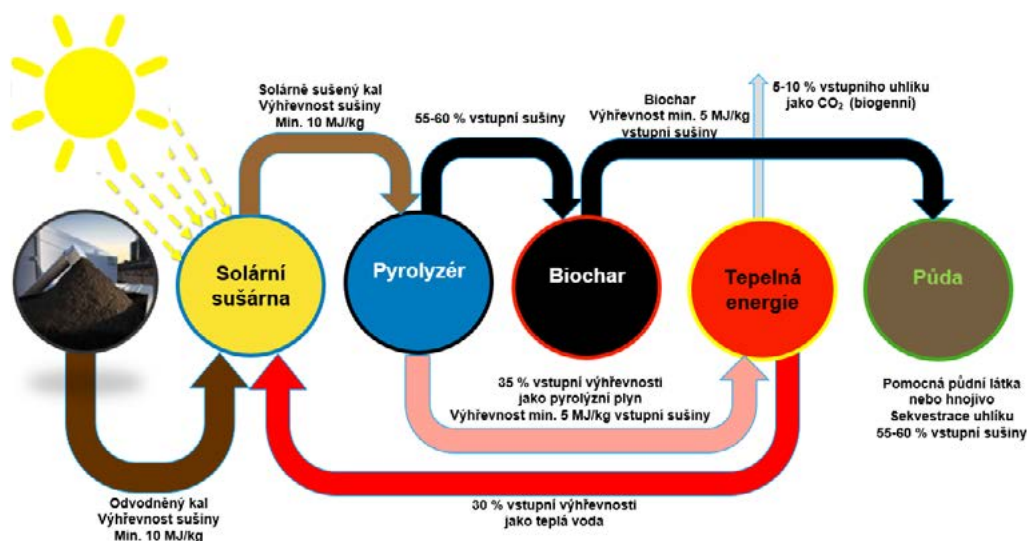 Solárně sušený kal
Výhřevnost sušiny
Min. 10 MJ/kg
55-60 % vstupní sušiny
Biochar
Výhřevnost min. 5 MJ/kg
vstupní sušiny
5-10 % vstupního uhlíku
jako CO₂ (biogenní)
Solární
sušárna
Pyrolyzér
Biochar
Tepelná
energie
Půda
35 % vstupní výhřevnosti
jako pyrolýzní plyn
Výhřevnost min. 5 MJ/kg vstupní sušiny
Pomocná půdní látka
nebo hnojivo
Sekvestrace uhlíku
55-60 % vstupní sušiny
Odvodněný kal
Výhřevnost sušiny
Min. 10 MJ/kg
30 % vstupní výhřevnosti
jako teplá voda